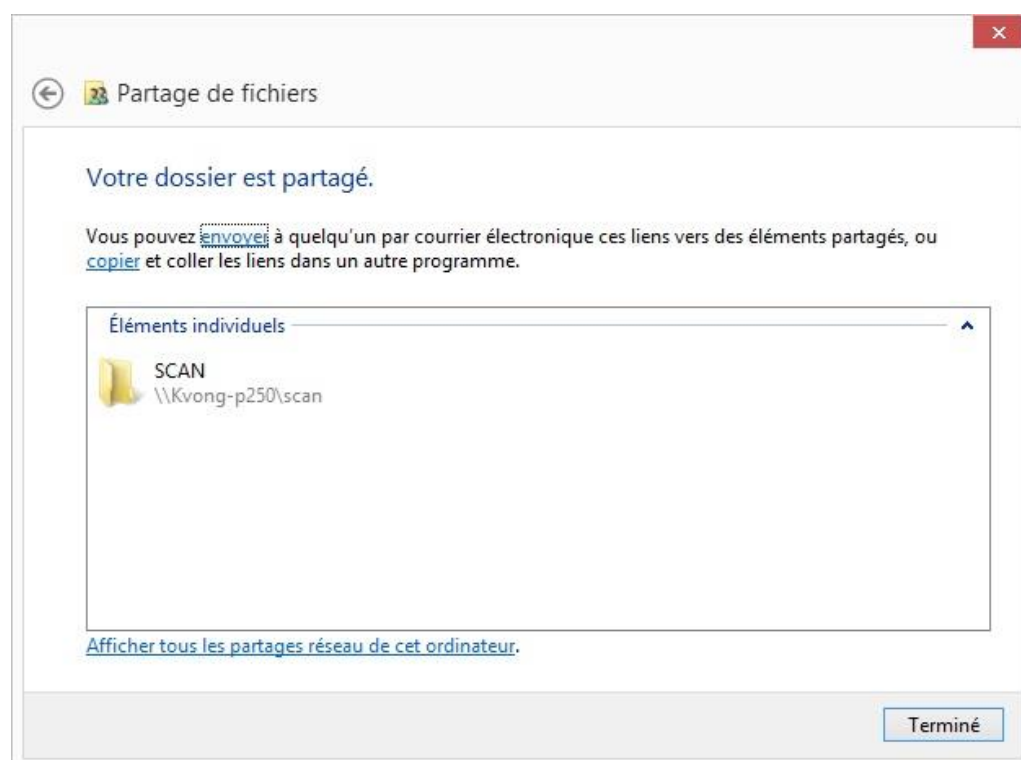 Partage de fichiers
Votre dossier est partagé.
Vous pouvez envoyer à quelqu'un par courrier électronique ces liens vers des éléments partagés, ou
copier et coller les liens dans un autre programme.
Éléments individuels
SCAN
\\Kvong-p250\scan
Afficher tous les partages réseau de cet ordinateur.
Terminé